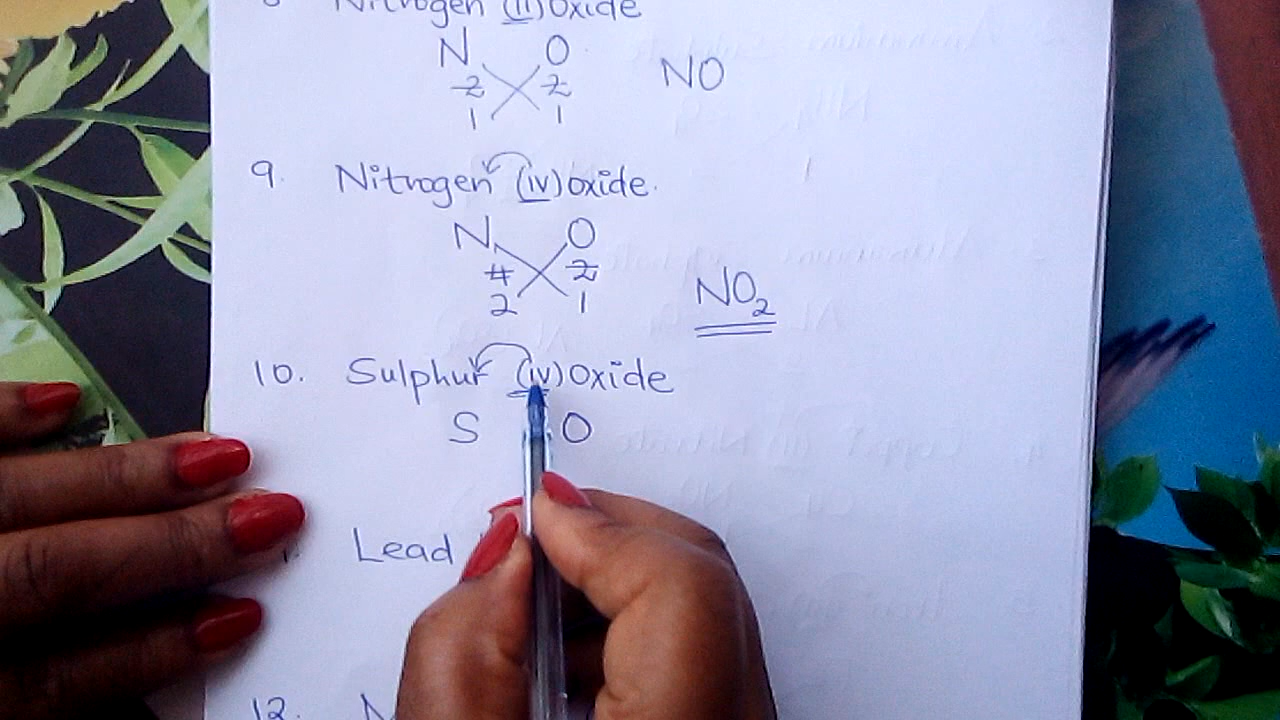 Nitrogen (II) Oxide
N O
2 2 NO
1 1
9. Nitrogen (IV) oxide.
N O
4 2
2 1 NO2
10. Sulphur (IV) Oxide
S O
Lead
12.